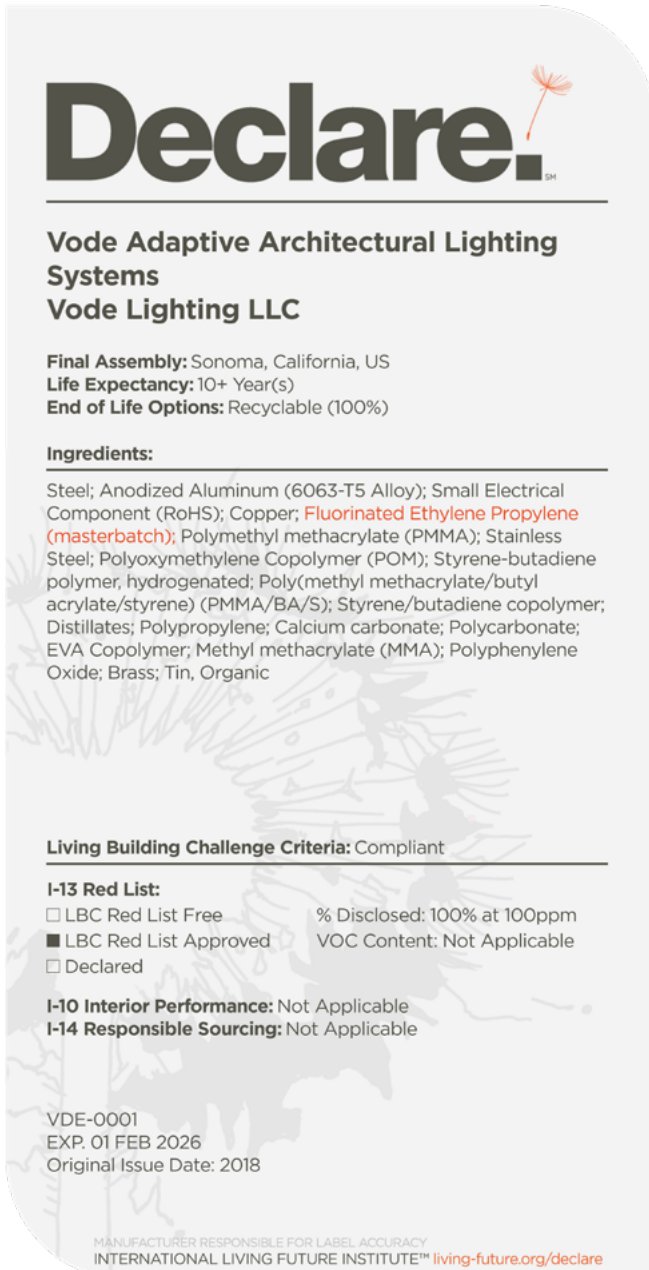 Declare.
SM
Vode Adaptive Architectural Lighting
Systems
Vode Lighting LLC
Final Assembly: Sonoma, California, US
Life Expectancy: 10+ Year(s)
End of Life Options: Recyclable (100%)
Ingredients:
Steel; Anodized Aluminum (6063-T5 Alloy); Small Electrical
Component (RoHS); Copper; Fluorinated Ethylene Propylene
(masterbatch); Polymethyl methacrylate (PMMA); Stainless
Steel; Polyoxymethylene Copolymer (POM); Styrene-butadiene
polymer, hydrogenated; Poly(methyl methacrylate/butyl
acrylate/styrene) (PMMA/BA/S); Styrene/butadiene copolymer;
Distillates; Polypropylene; Calcium carbonate; Polycarbonate;
EVA Copolymer; Methyl methacrylate (MMA); Polyphenylene
Oxide; Brass; Tin, Organic
Living Building Challenge Criteria: Compliant
I-13 Red List:
☐ LBC Red List Free % Disclosed: 100% at 100ppm
■ LBC Red List Approved VOC Content: Not Applicable
☐ Declared
I-10 Interior Performance: Not Applicable
I-14 Responsible Sourcing: Not Applicable
VDE-0001
EXP. 01 FEB 2026
Original Issue Date: 2018
MANUFACTURER RESPONSIBLE FOR LABEL ACCURACY
INTERNATIONAL LIVING FUTURE INSTITUTE™ living-future.org/declare